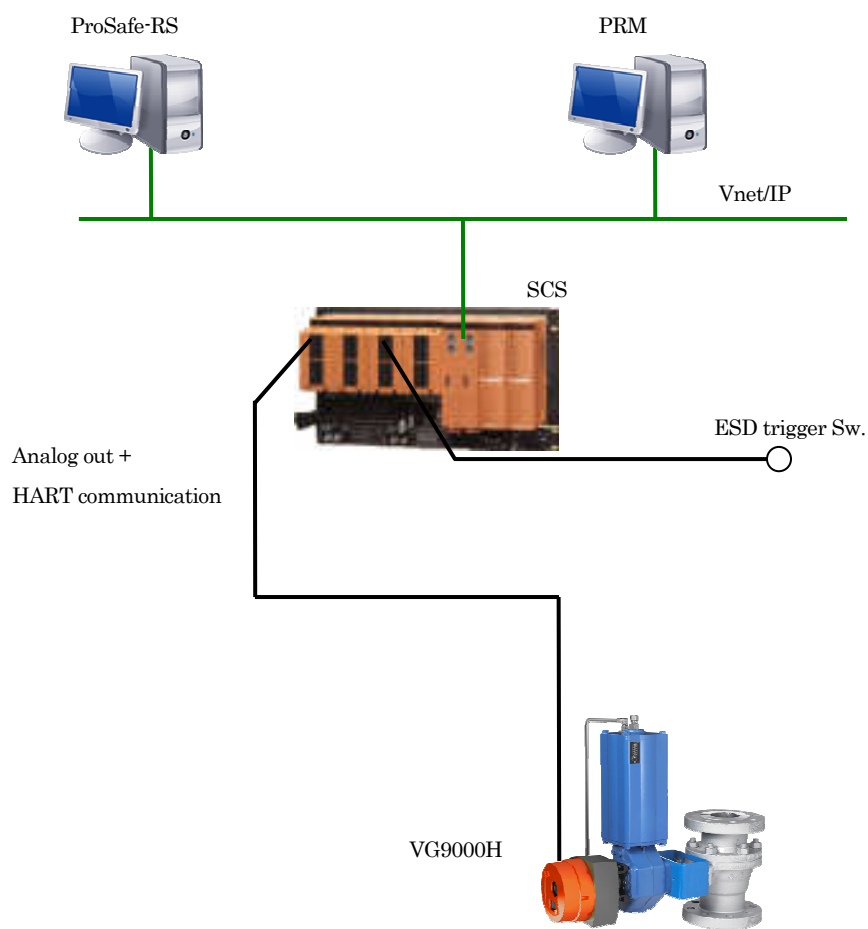 ProSafe-RS
PRM
Vnet/IP
SCS
ESD trigger Sw.
Analog out +
HART communication
VG9000H